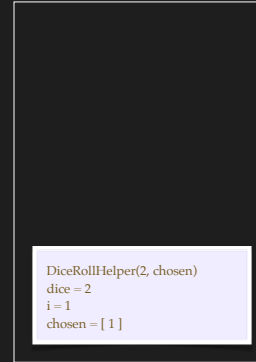 DiceRollHelper(2, chosen)
dice = 2
i = 1
chosen = [ 1 ]